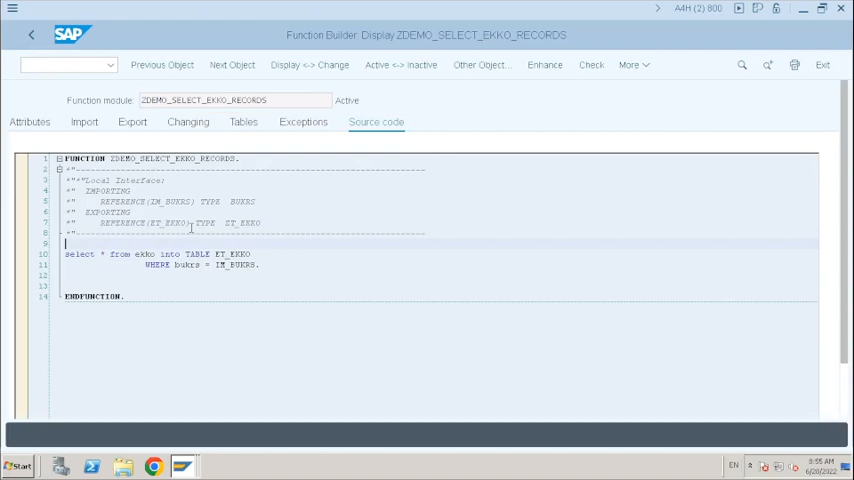 A4H (2) 800
SAP
Function Builder: Display ZDEMO_SELECT_EKKO_RECORDS
Previous Object Next Object Display <-> Change Active <-> Inactive Other Object... Enhance Check More Exit
Function module: ZDEMO_SELECT_EKKO_RECORDS Active
Attributes Import Export Changing Tables Exceptions Source code
1 FUNCTION ZDEMO_SELECT_EKKO_RECORDS.
2 *"----------------------------------------------------------------------
3 *"*"Local Interface:
4 *" IMPORTING
5 *" REFERENCE(IM_BUKRS) TYPE BUKRS
6 *" EXPORTING
7 *" REFERENCE(ET_EKKO) TYPE ZT_EKKO
8 *"----------------------------------------------------------------------
9
10 select * from ekko into TABLE ET_EKKO
11 WHERE bukrs = IM_BUKRS.
12
13
14 ENDFUNCTION.
Start EN 8:55 AM
6/28/2022